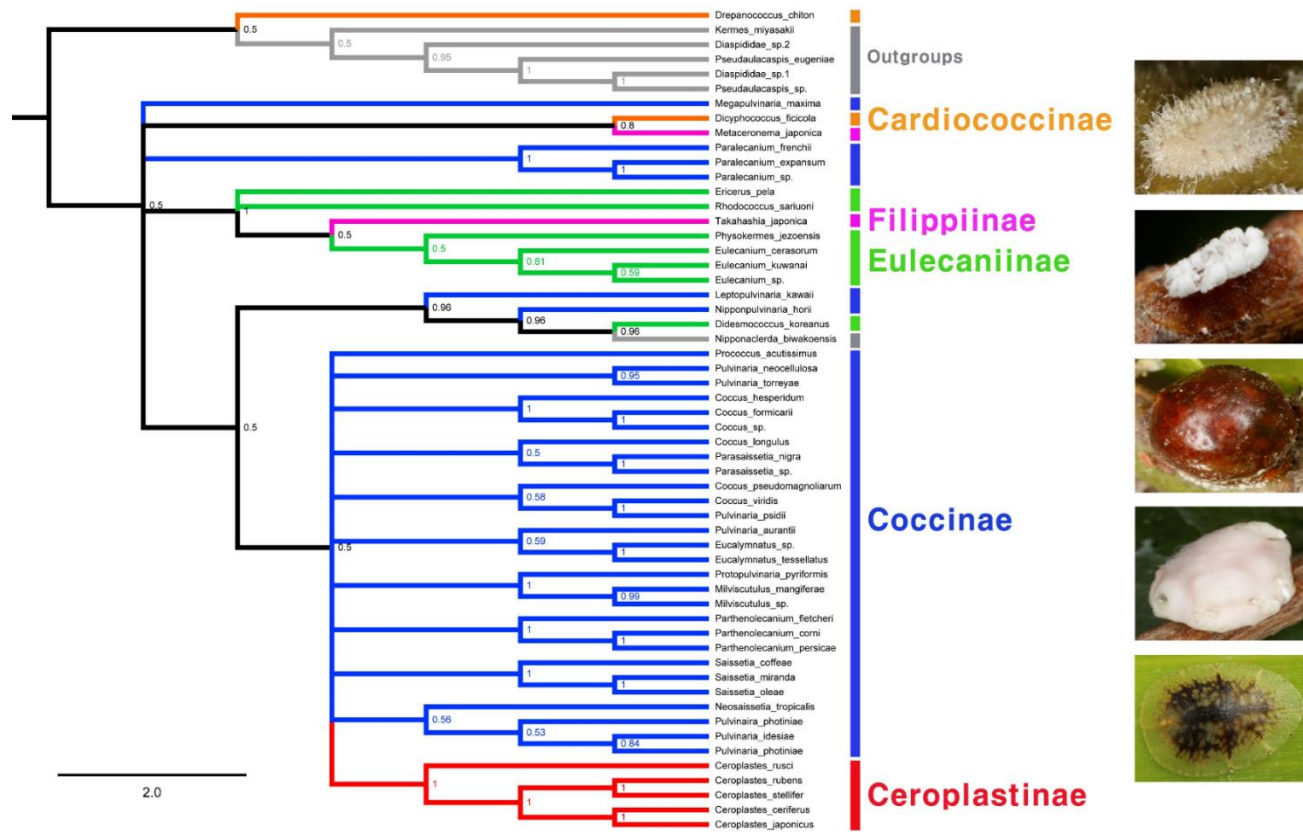 Drepanococcus_chiton
0.5
Kermes_miyasakii
0.5
Diaspididae_sp.2
0.95
Outgroups
Pseudaulacaspis_eugeniae
1
Diaspididae_sp.1
1
Pseudaulacaspis_sp.
Megapulvinaria_maxima
Dicyphococcus_ficicola
Cardiococcinae
0.8
Metaceronema_japonica
Paralecanium_frenchii
1
Paralecanium_expansum
1
Paralecanium_sp.
Ericerus_pela
0.5
1
Rhodococcus_sariuoni
Takahashia_japonica
Filippiinae
0.5
Physokermes_jezoensis
0.5
Eulecanium_cerasorum
0.81
Eulecaniinae
Eulecanium_kuwanai
0.59
Eulecanium_sp.
Leptopulvinaria_kawaii
0.96
Nipponpulvinaria_horii
0.96
Didesmococcus_koreanus
0.96
Nipponaclerda_biwakoensis
Prococcus_acutissimus
Pulvinaria_neocellulosa
0.95
Pulvinaria_torreyae
Coccus_hesperidum
1
Coccus_formicarii
1
Coccus_sp.
0.5
Coccus_longulus
0.5
Parasaissetia_nigra
1
Parasaissetia_sp.
Coccus_pseudomagnoliarum
0.58
Coccus_viridis
1
Pulvinaria_psidii
Coccinae
Pulvinaria_aurantii
0.59
Eucalymnatus_sp.
1
0.5
Eucalymnatus_tessellatus
Protopulvinaria_pyriformis
1
Milviscutulus_mangiferae
0.99
Milviscutulus_sp.
Parthenolecanium_fletcheri
1
Parthenolecanium_corni
1
Parthenolecanium_persicae
Saissetia_coffeae
1
Saissetia_miranda
1
Saissetia_oleae
Neosaissetia_tropicalis
0.56
Pulvinaira_photiniae
0.53
Pulvinaria_idesiae
0.84
Pulvinaria_photiniae
Ceroplastes_rusci
1
Ceroplastes_rubens
1
Ceroplastes_stellifer
Ceroplastinae
1
Ceroplastes_ceriferus
1
Ceroplastes_japonicus
2.0